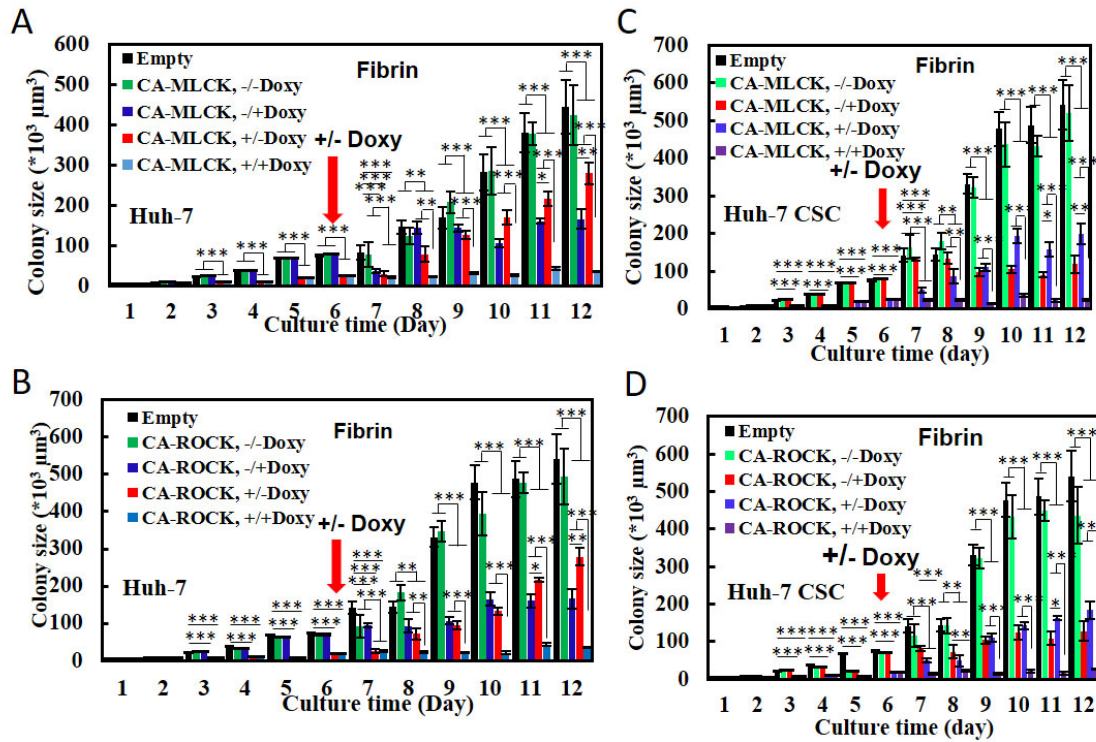 A
600
500
400
300
200
100
0
Colony size (*10³ µm³)
Empty
CA-MLCK, -/-Doxy
CA-MLCK, -/+Doxy
CA-MLCK, +/-Doxy
CA-MLCK, +/+Doxy
Fibrin
+/- Doxy
Huh-7
1 2 3 4 5 6 7 8 9 10 11 12
Culture time (Day)
C
700
600
500
400
300
200
100
0
Colony size (*10³ µm³)
Empty
CA-MLCK, -/-Doxy
CA-MLCK, -/+Doxy
CA-MLCK, +/-Doxy
CA-MLCK, +/+Doxy
Fibrin
+/- Doxy
Huh-7 CSC
1 2 3 4 5 6 7 8 9 10 11 12
Culture time (day)
B
700
600
500
400
300
200
100
0
Colony size (*10³ µm³)
Empty
CA-ROCK, -/-Doxy
CA-ROCK, -/+Doxy
CA-ROCK, +/-Doxy
CA-ROCK, +/+Doxy
Fibrin
+/- Doxy
Huh-7
1 2 3 4 5 6 7 8 9 10 11 12
Culture time (Day)
D
700
600
500
400
300
200
100
0
Colony size (*10³ µm³)
Empty
CA-ROCK, -/-Doxy
CA-ROCK, -/+Doxy
CA-ROCK, +/-Doxy
CA-ROCK, +/+Doxy
Fibrin
+/- Doxy
Huh-7 CSC
1 2 3 4 5 6 7 8 9 10 11 12
Culture time (day)